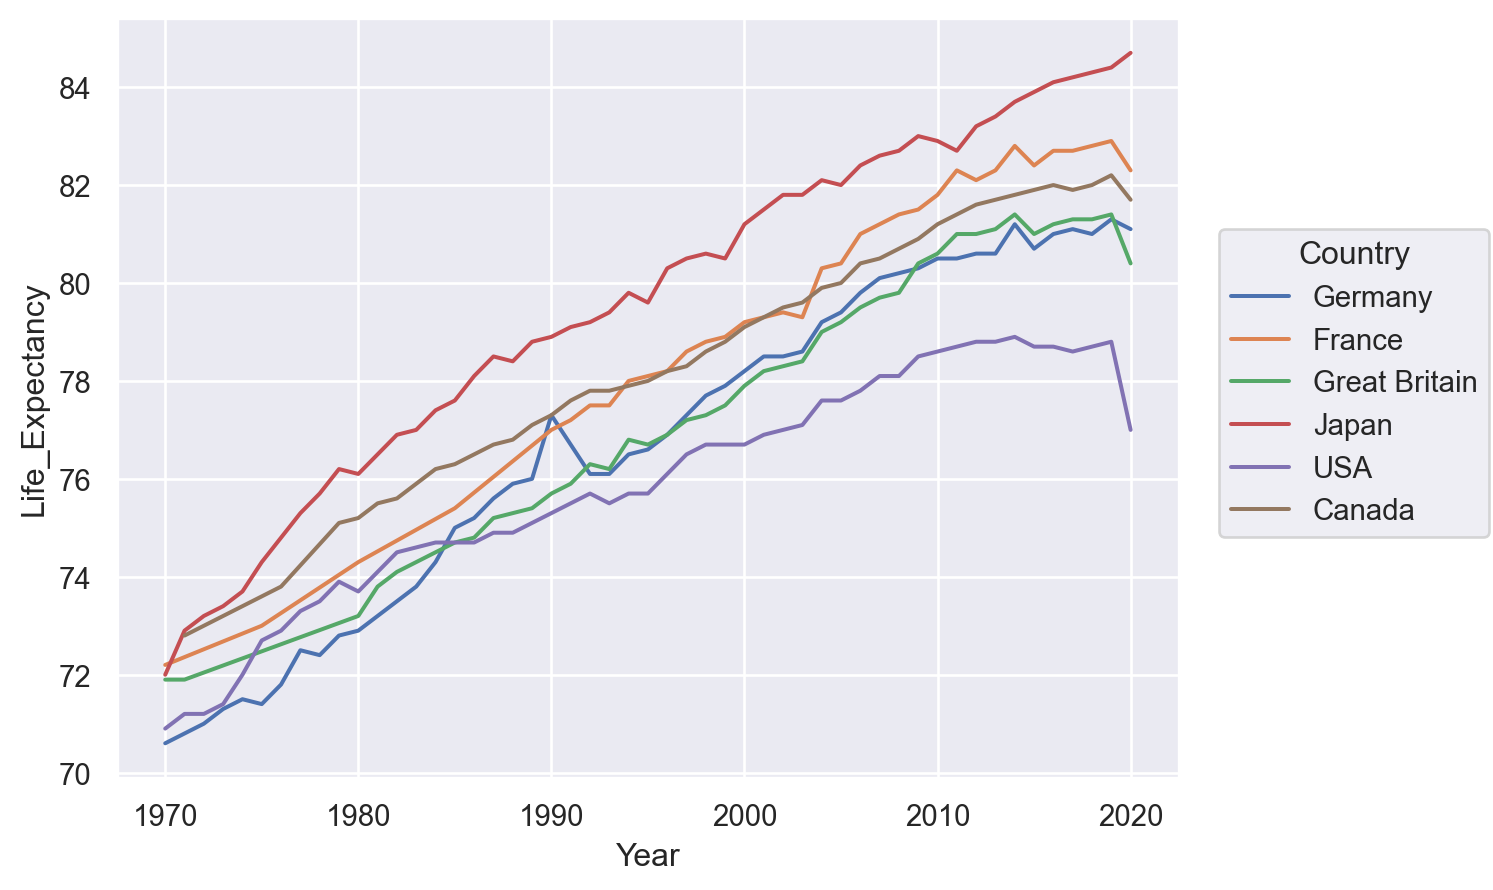 84
82
80
78
76
74
72
70
Life_Expectancy
1970 1980 1990 2000 2010 2020
Year
Country
Germany
France
Great Britain
Japan
USA
Canada